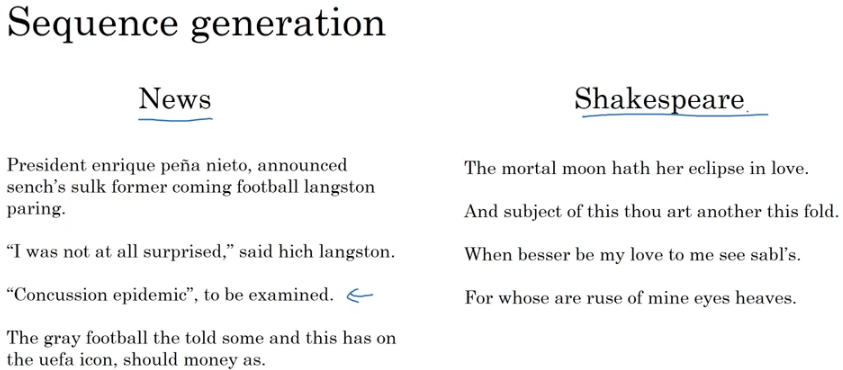 Sequence generation
News
President enrique peña nieto, announced
sench's sulk former coming football langston
paring.
"I was not at all surprised," said hich langston.
"Concussion epidemic", to be examined.
The gray football the told some and this has on
the uefa icon, should money as.
Shakespeare
The mortal moon hath her eclipse in love.
And subject of this thou art another this fold.
When besser be my love to me see sabl's.
For whose are ruse of mine eyes heaves.